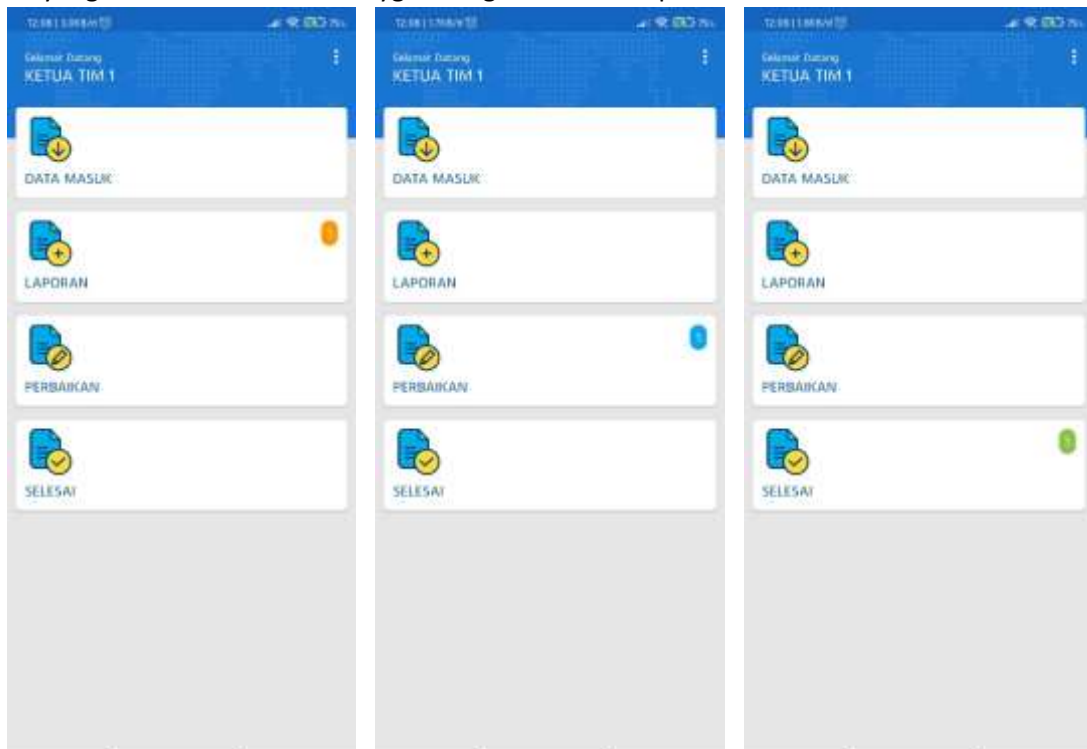 Selamat Datang
KETUA TIM 1
DATA MASUK
LAPORAN
PERBAIKAN
SELESAI
Selamat Datang
KETUA TIM 1
DATA MASUK
LAPORAN
PERBAIKAN
SELESAI
Selamat Datang
KETUA TIM 1
DATA MASUK
LAPORAN
PERBAIKAN
SELESAI